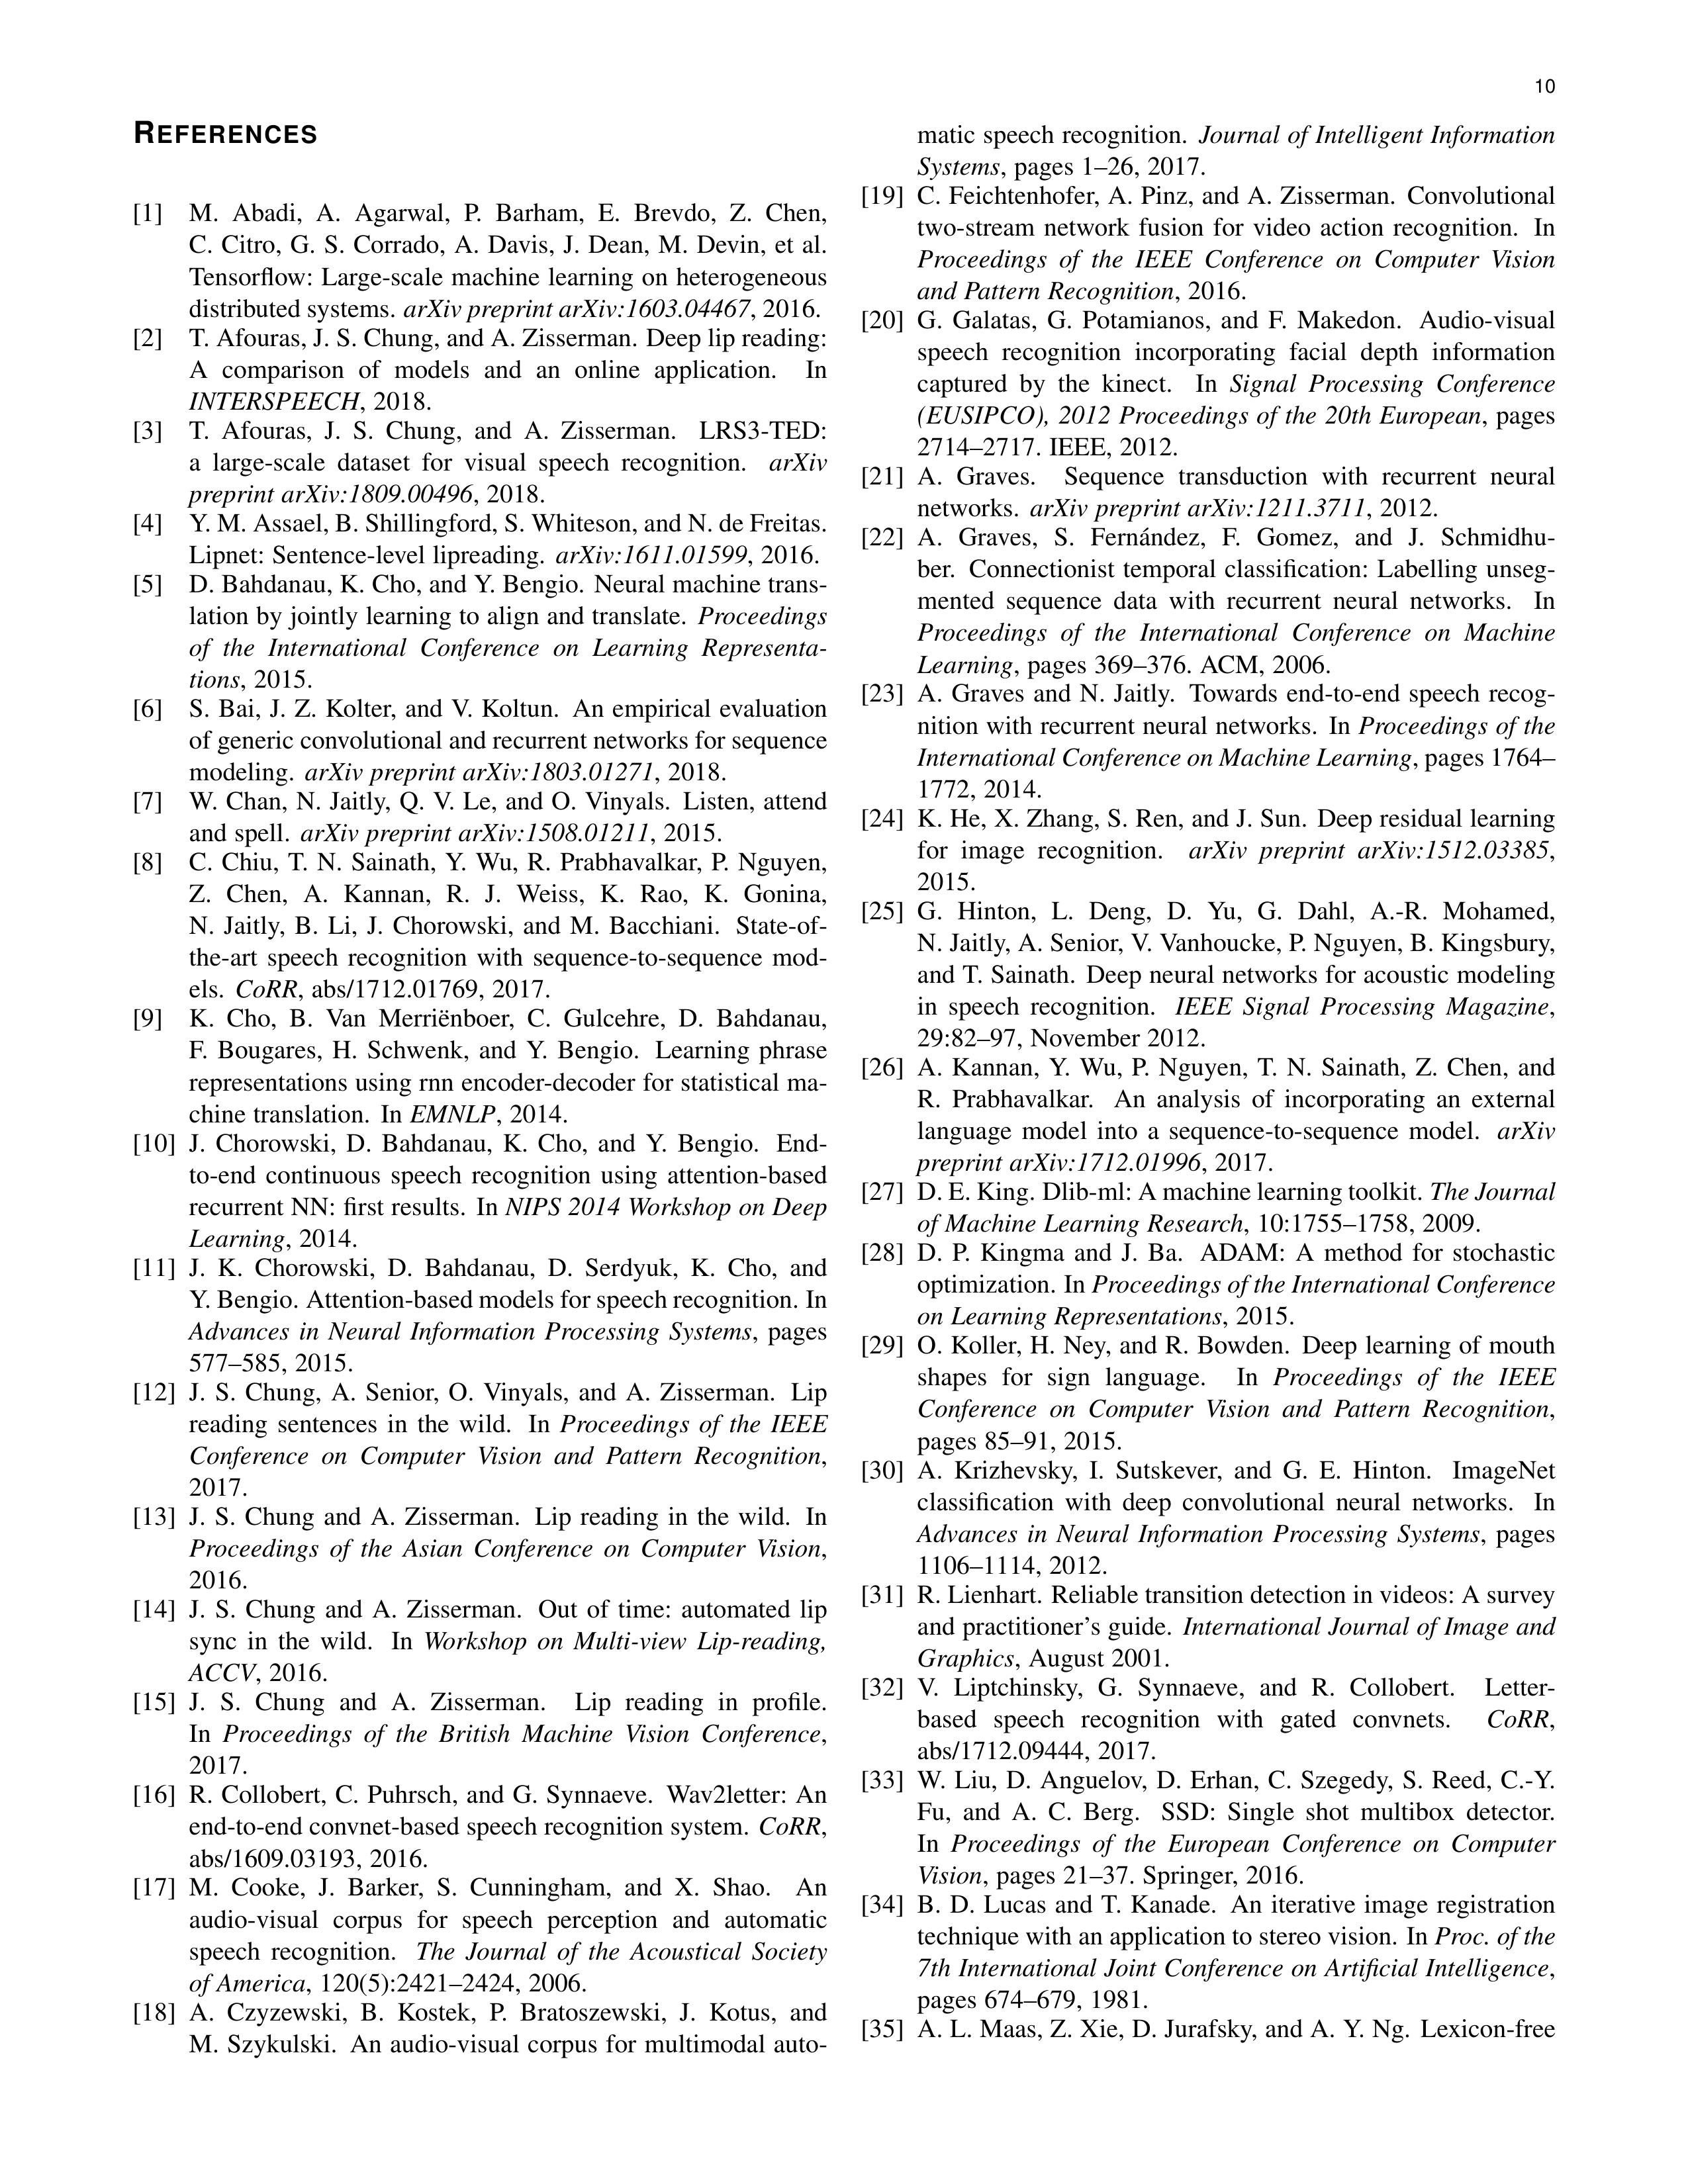 10
REFERENCES
[1] M. Abadi, A. Agarwal, P. Barham, E. Brevdo, Z. Chen,
C. Citro, G. S. Corrado, A. Davis, J. Dean, M. Devin, et al.
Tensorflow: Large-scale machine learning on heterogeneous
distributed systems. arXiv preprint arXiv:1603.04467, 2016.
[2] T. Afouras, J. S. Chung, and A. Zisserman. Deep lip reading:
A comparison of models and an online application. In
INTERSPEECH, 2018.
[3] T. Afouras, J. S. Chung, and A. Zisserman. LRS3-TED:
a large-scale dataset for visual speech recognition. arXiv
preprint arXiv:1809.00496, 2018.
[4] Y. M. Assael, B. Shillingford, S. Whiteson, and N. de Freitas.
Lipnet: Sentence-level lipreading. arXiv:1611.01599, 2016.
[5] D. Bahdanau, K. Cho, and Y. Bengio. Neural machine trans-
lation by jointly learning to align and translate. Proceedings
of the International Conference on Learning Representa-
tions, 2015.
[6] S. Bai, J. Z. Kolter, and V. Koltun. An empirical evaluation
of generic convolutional and recurrent networks for sequence
modeling. arXiv preprint arXiv:1803.01271, 2018.
[7] W. Chan, N. Jaitly, Q. V. Le, and O. Vinyals. Listen, attend
and spell. arXiv preprint arXiv:1508.01211, 2015.
[8] C. Chiu, T. N. Sainath, Y. Wu, R. Prabhavalkar, P. Nguyen,
Z. Chen, A. Kannan, R. J. Weiss, K. Rao, K. Gonina,
N. Jaitly, B. Li, J. Chorowski, and M. Bacchiani. State-of-
the-art speech recognition with sequence-to-sequence mod-
els. CoRR, abs/1712.01769, 2017.
[9] K. Cho, B. Van Merriënboer, C. Gulcehre, D. Bahdanau,
F. Bougares, H. Schwenk, and Y. Bengio. Learning phrase
representations using rnn encoder-decoder for statistical ma-
chine translation. In EMNLP, 2014.
[10] J. Chorowski, D. Bahdanau, K. Cho, and Y. Bengio. End-
to-end continuous speech recognition using attention-based
recurrent NN: first results. In NIPS 2014 Workshop on Deep
Learning, 2014.
[11] J. K. Chorowski, D. Bahdanau, D. Serdyuk, K. Cho, and
Y. Bengio. Attention-based models for speech recognition. In
Advances in Neural Information Processing Systems, pages
577–585, 2015.
[12] J. S. Chung, A. Senior, O. Vinyals, and A. Zisserman. Lip
reading sentences in the wild. In Proceedings of the IEEE
Conference on Computer Vision and Pattern Recognition,
2017.
[13] J. S. Chung and A. Zisserman. Lip reading in the wild. In
Proceedings of the Asian Conference on Computer Vision,
2016.
[14] J. S. Chung and A. Zisserman. Out of time: automated lip
sync in the wild. In Workshop on Multi-view Lip-reading,
ACCV, 2016.
[15] J. S. Chung and A. Zisserman. Lip reading in profile.
In Proceedings of the British Machine Vision Conference,
2017.
[16] R. Collobert, C. Puhrsch, and G. Synnaeve. Wav2letter: An
end-to-end convnet-based speech recognition system. CoRR,
abs/1609.03193, 2016.
[17] M. Cooke, J. Barker, S. Cunningham, and X. Shao. An
audio-visual corpus for speech perception and automatic
speech recognition. The Journal of the Acoustical Society
of America, 120(5):2421–2424, 2006.
[18] A. Czyzewski, B. Kostek, P. Bratoszewski, J. Kotus, and
M. Szykulski. An audio-visual corpus for multimodal auto-
matic speech recognition. Journal of Intelligent Information
Systems, pages 1–26, 2017.
[19] C. Feichtenhofer, A. Pinz, and A. Zisserman. Convolutional
two-stream network fusion for video action recognition. In
Proceedings of the IEEE Conference on Computer Vision
and Pattern Recognition, 2016.
[20] G. Galatas, G. Potamianos, and F. Makedon. Audio-visual
speech recognition incorporating facial depth information
captured by the kinect. In Signal Processing Conference
(EUSIPCO), 2012 Proceedings of the 20th European, pages
2714–2717. IEEE, 2012.
[21] A. Graves. Sequence transduction with recurrent neural
networks. arXiv preprint arXiv:1211.3711, 2012.
[22] A. Graves, S. Fernández, F. Gomez, and J. Schmidhu-
ber. Connectionist temporal classification: Labelling unseg-
mented sequence data with recurrent neural networks. In
Proceedings of the International Conference on Machine
Learning, pages 369–376. ACM, 2006.
[23] A. Graves and N. Jaitly. Towards end-to-end speech recog-
nition with recurrent neural networks. In Proceedings of the
International Conference on Machine Learning, pages 1764–
1772, 2014.
[24] K. He, X. Zhang, S. Ren, and J. Sun. Deep residual learning
for image recognition. arXiv preprint arXiv:1512.03385,
2015.
[25] G. Hinton, L. Deng, D. Yu, G. Dahl, A.-R. Mohamed,
N. Jaitly, A. Senior, V. Vanhoucke, P. Nguyen, B. Kingsbury,
and T. Sainath. Deep neural networks for acoustic modeling
in speech recognition. IEEE Signal Processing Magazine,
29:82–97, November 2012.
[26] A. Kannan, Y. Wu, P. Nguyen, T. N. Sainath, Z. Chen, and
R. Prabhavalkar. An analysis of incorporating an external
language model into a sequence-to-sequence model. arXiv
preprint arXiv:1712.01996, 2017.
[27] D. E. King. Dlib-ml: A machine learning toolkit. The Journal
of Machine Learning Research, 10:1755–1758, 2009.
[28] D. P. Kingma and J. Ba. ADAM: A method for stochastic
optimization. In Proceedings of the International Conference
on Learning Representations, 2015.
[29] O. Koller, H. Ney, and R. Bowden. Deep learning of mouth
shapes for sign language. In Proceedings of the IEEE
Conference on Computer Vision and Pattern Recognition,
pages 85–91, 2015.
[30] A. Krizhevsky, I. Sutskever, and G. E. Hinton. ImageNet
classification with deep convolutional neural networks. In
Advances in Neural Information Processing Systems, pages
1106–1114, 2012.
[31] R. Lienhart. Reliable transition detection in videos: A survey
and practitioner's guide. International Journal of Image and
Graphics, August 2001.
[32] V. Liptchinsky, G. Synnaeve, and R. Collobert. Letter-
based speech recognition with gated convnets. CoRR,
abs/1712.09444, 2017.
[33] W. Liu, D. Anguelov, D. Erhan, C. Szegedy, S. Reed, C.-Y.
Fu, and A. C. Berg. SSD: Single shot multibox detector.
In Proceedings of the European Conference on Computer
Vision, pages 21–37. Springer, 2016.
[34] B. D. Lucas and T. Kanade. An iterative image registration
technique with an application to stereo vision. In Proc. of the
7th International Joint Conference on Artificial Intelligence,
pages 674–679, 1981.
[35] A. L. Maas, Z. Xie, D. Jurafsky, and A. Y. Ng. Lexicon-free